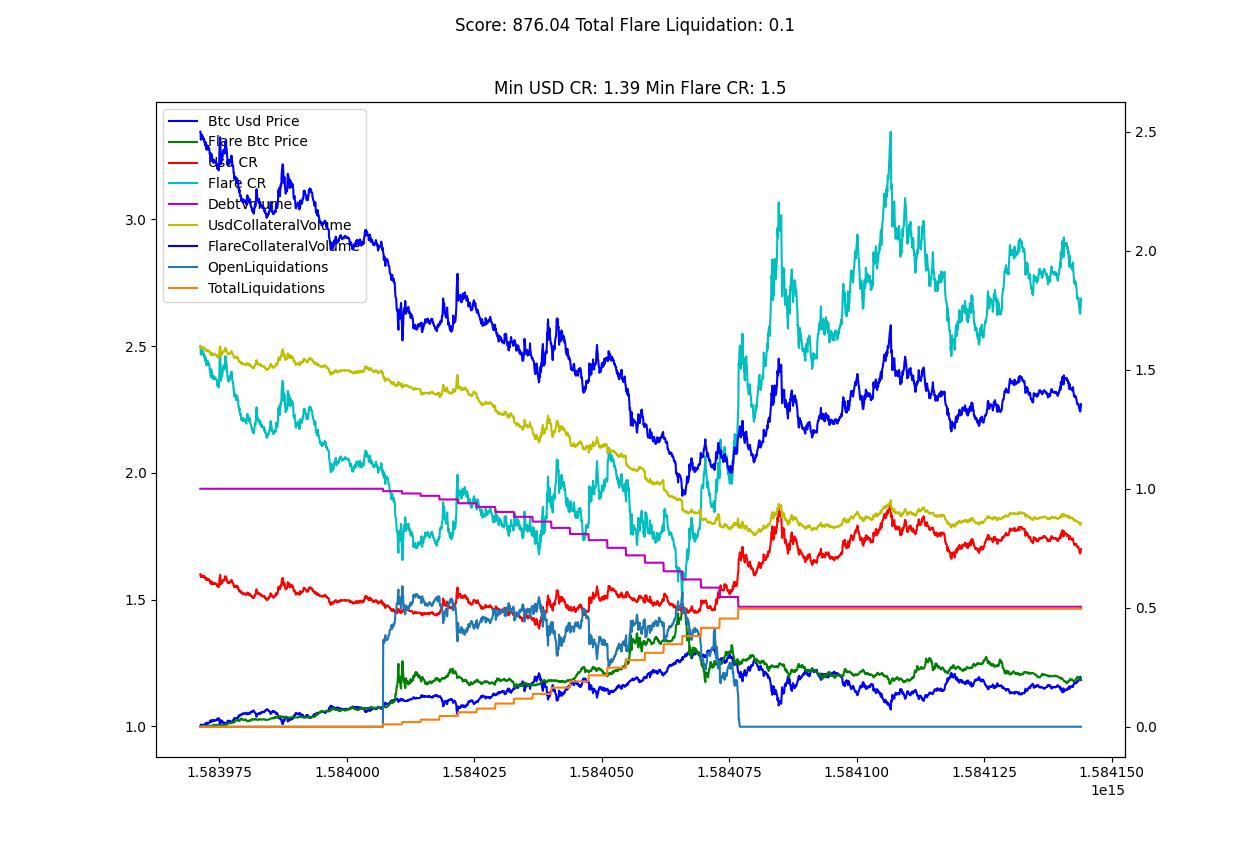 Score: 876.04 Total Flare Liquidation: 0.1
Min USD CR: 1.39 Min Flare CR: 1.5
Btc Usd Price
Flare Btc Price
Usd CR
Flare CR
DebtVolume
UsdCollateralVolume
FlareCollateralVolume
OpenLiquidations
TotalLiquidations
3.0
2.5
2.0
1.5
1.0
2.5
2.0
1.5
1.0
0.5
0.0
1.583975
1.584000
1.584025
1.584050
1.584075
1.584100
1.584125
1.584150
1e15